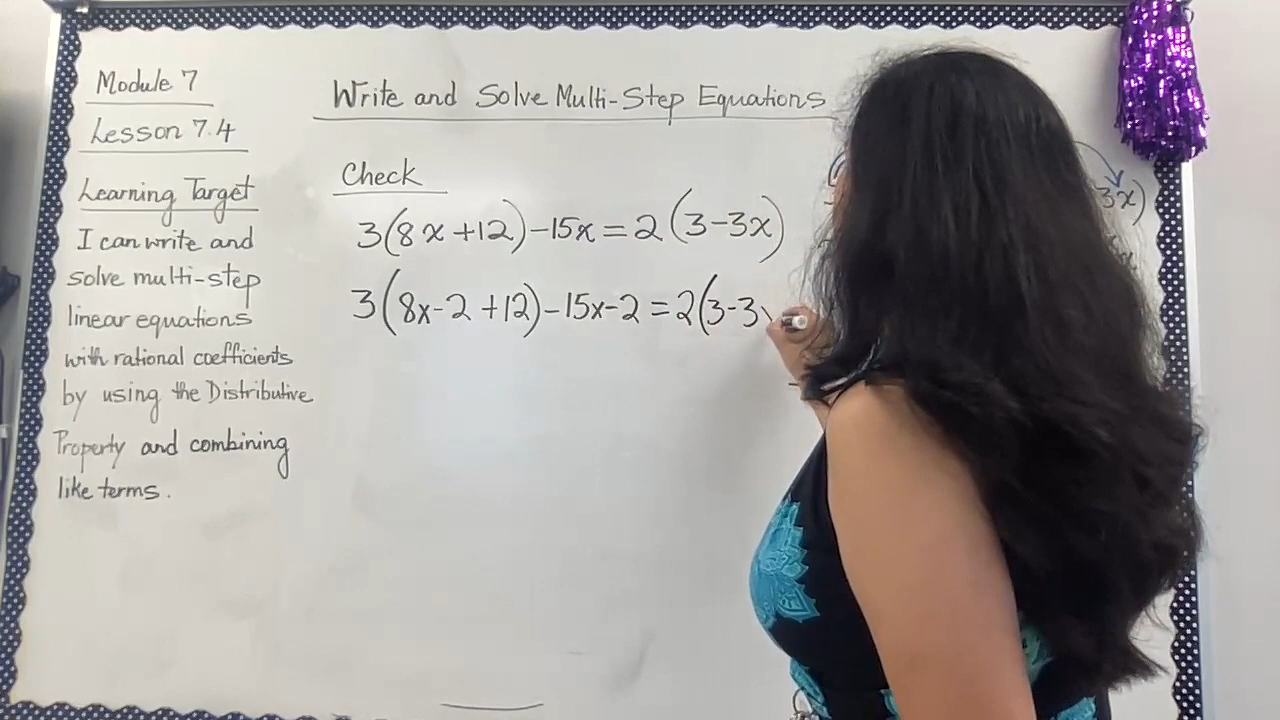 Module 7
Lesson 7.4
Learning Target
I can write and
solve multi-step
linear equations
with rational coefficients
by using the Distributive
Property and combining
like terms.
Write and Solve Multi-Step Equations
Check
3(8x+12)-15x=2(3-3x)
3(8x-2+12)-15x-2=2(3-3x
3x)